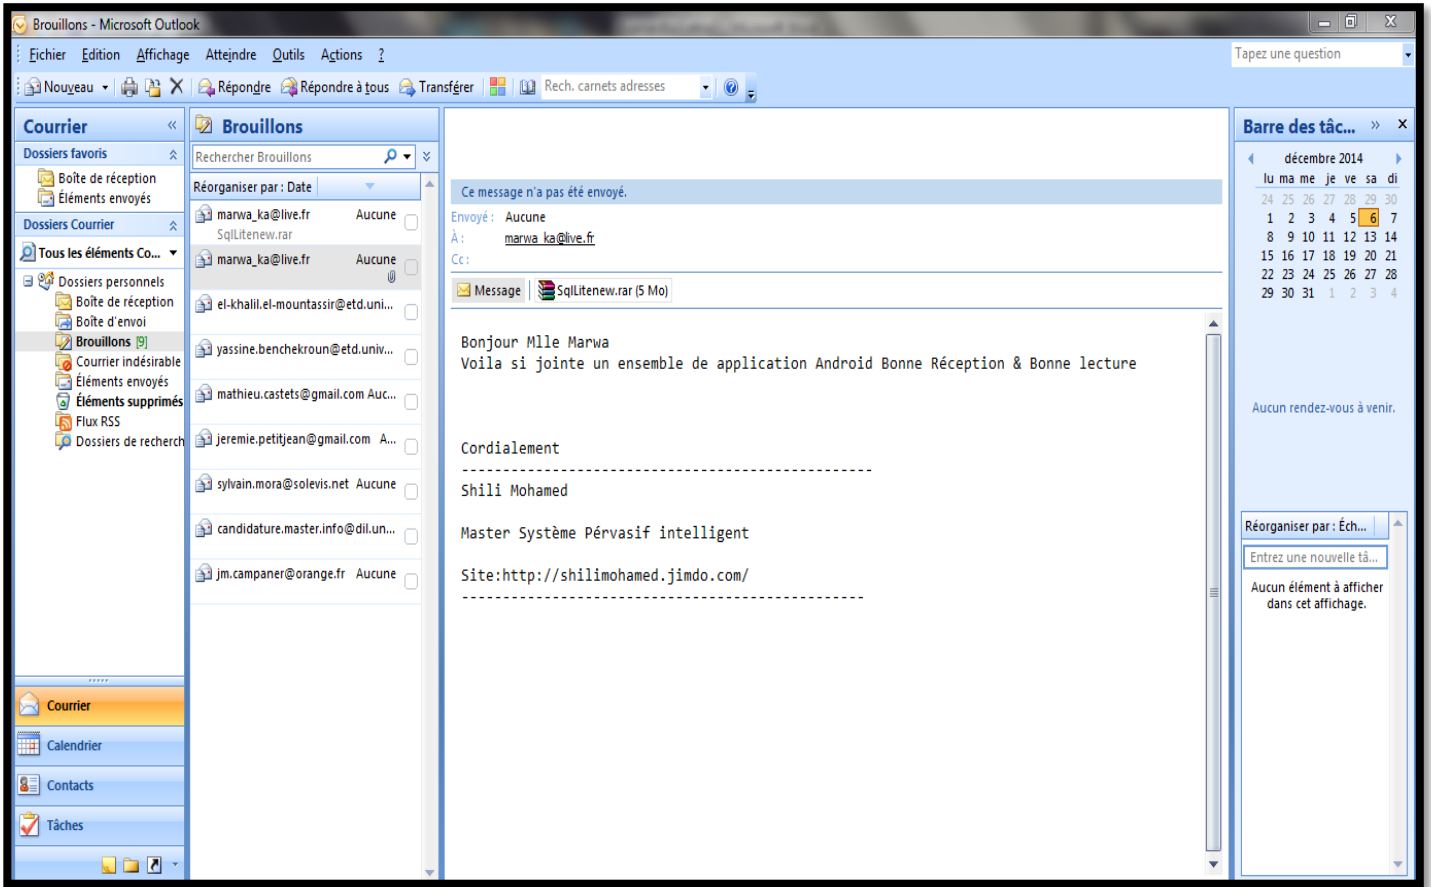 Brouillons - Microsoft Outlook
Fichier Edition Affichage Atteindre Outils Actions ?
Tapez une question
Nouveau Répondre Répondre à tous Transférer Rech. carnets adresses
Courrier «
Dossiers favoris
Boîte de réception
Éléments envoyés
Dossiers Courrier
Tous les éléments Co...
Dossiers personnels
Boîte de réception
Boîte d'envoi
Brouillons [9]
Courrier indésirable
Éléments envoyés
Éléments supprimés
Flux RSS
Dossiers de recherch
Courrier
Calendrier
Contacts
Tâches
Brouillons
Rechercher Brouillons
Réorganiser par : Date
marwa_ka@live.fr Aucune
SqlLitenew.rar
marwa_ka@live.fr Aucune
el-khalil.el-mountassir@etd.uni...
yassine.benchekroun@etd.univ...
mathieu.castets@gmail.com Auc...
jeremie.petitjean@gmail.com A...
sylvain.mora@solevis.net Aucune
candidature.master.info@dil.un...
jm.campaner@orange.fr Aucune
Ce message n'a pas été envoyé.
Envoyé : Aucune
À : marwa_ka@live.fr
Cc :
Message SqlLitenew.rar (5 Mo)
Bonjour Mlle Marwa
Voila si jointe un ensemble de application Android Bonne Réception & Bonne lecture
Cordialement
--------------------------------------------------
Shili Mohamed
Master Système Pérvasif intelligent
Site:http://shilimohamed.jimdo.com/
-------------------------------------------------
Barre des tâc... » x
décembre 2014
lu ma me je ve sa di
24 25 26 27 28 29 30
1 2 3 4 5 6 7
8 9 10 11 12 13 14
15 16 17 18 19 20 21
22 23 24 25 26 27 28
29 30 31 1 2 3 4
Aucun rendez-vous à venir.
Réorganiser par : Éch...
Entrez une nouvelle tâ...
Aucun élément à afficher
dans cet affichage.